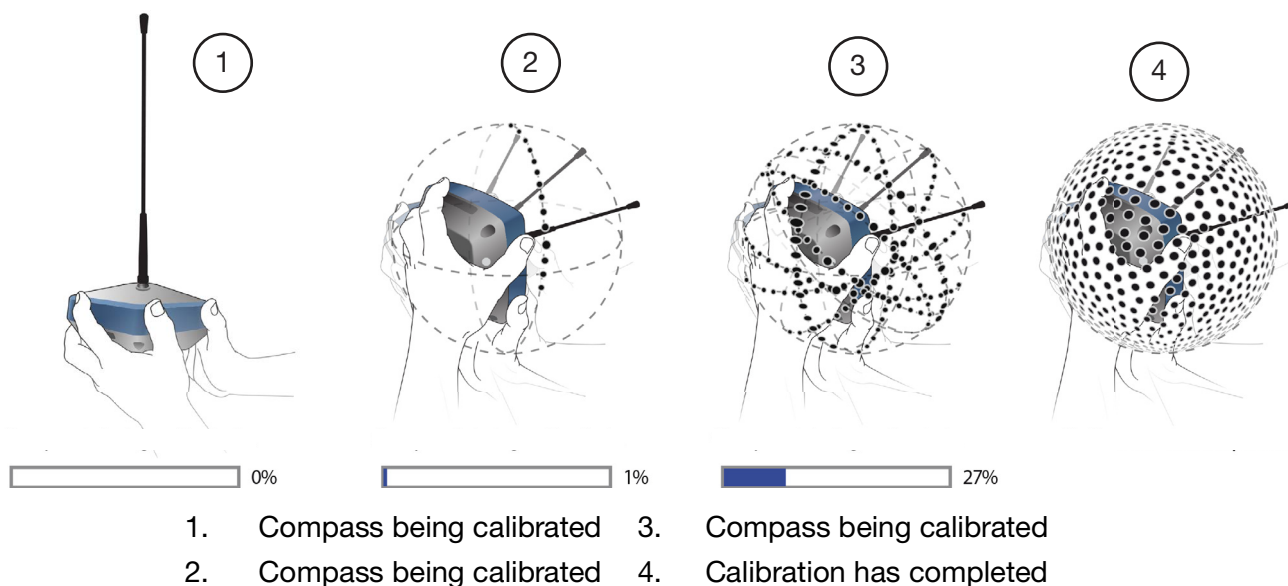 1 2 3 4
0% 1% 27%
1. Compass being calibrated 3. Compass being calibrated
2. Compass being calibrated 4. Calibration has completed